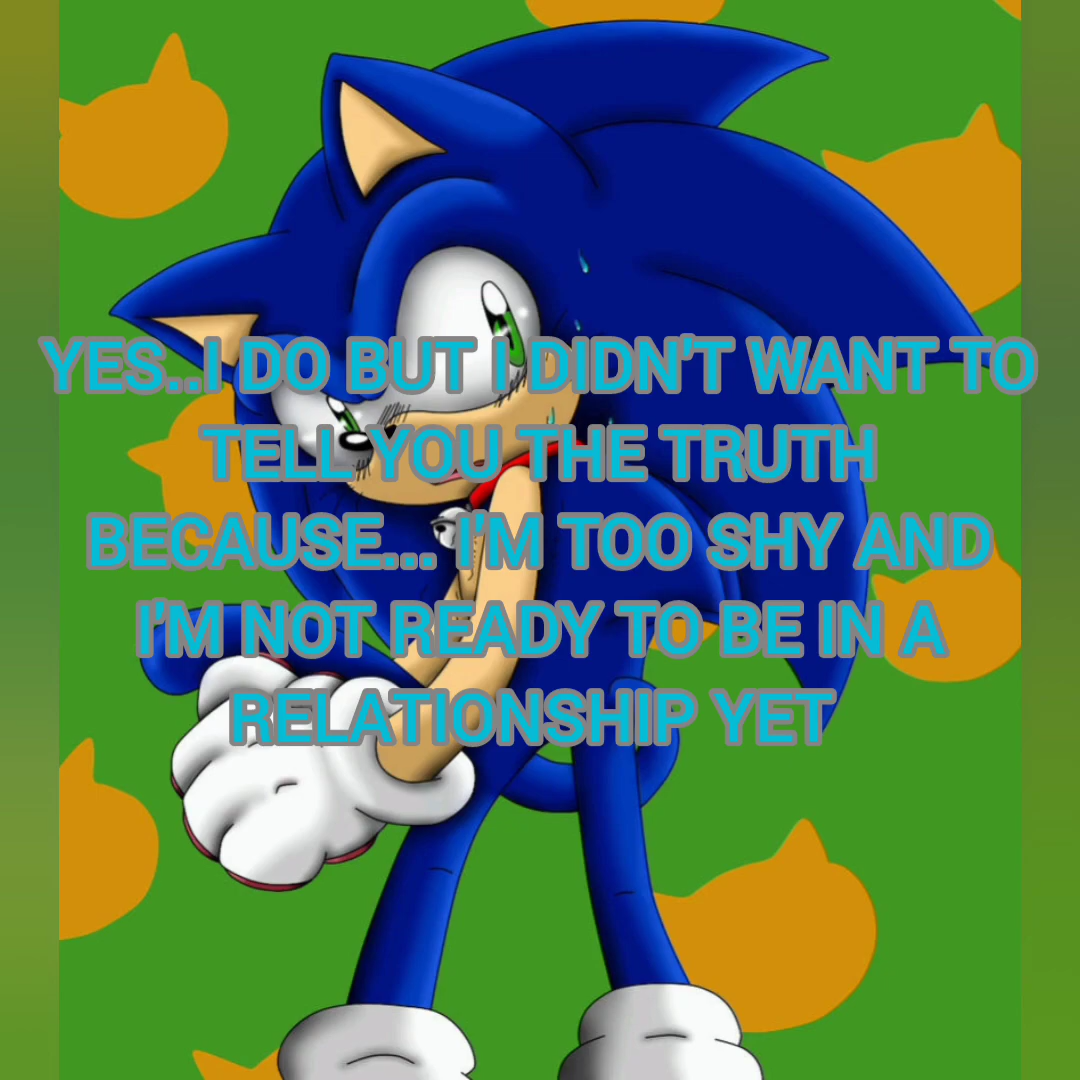 YES..I DO BUT I DIDN'T WANT TO
TELL YOU THE TRUTH
BECAUSE... I'M TOO SHY AND
I'M NOT READY TO BE IN A
RELATIONSHIP YET